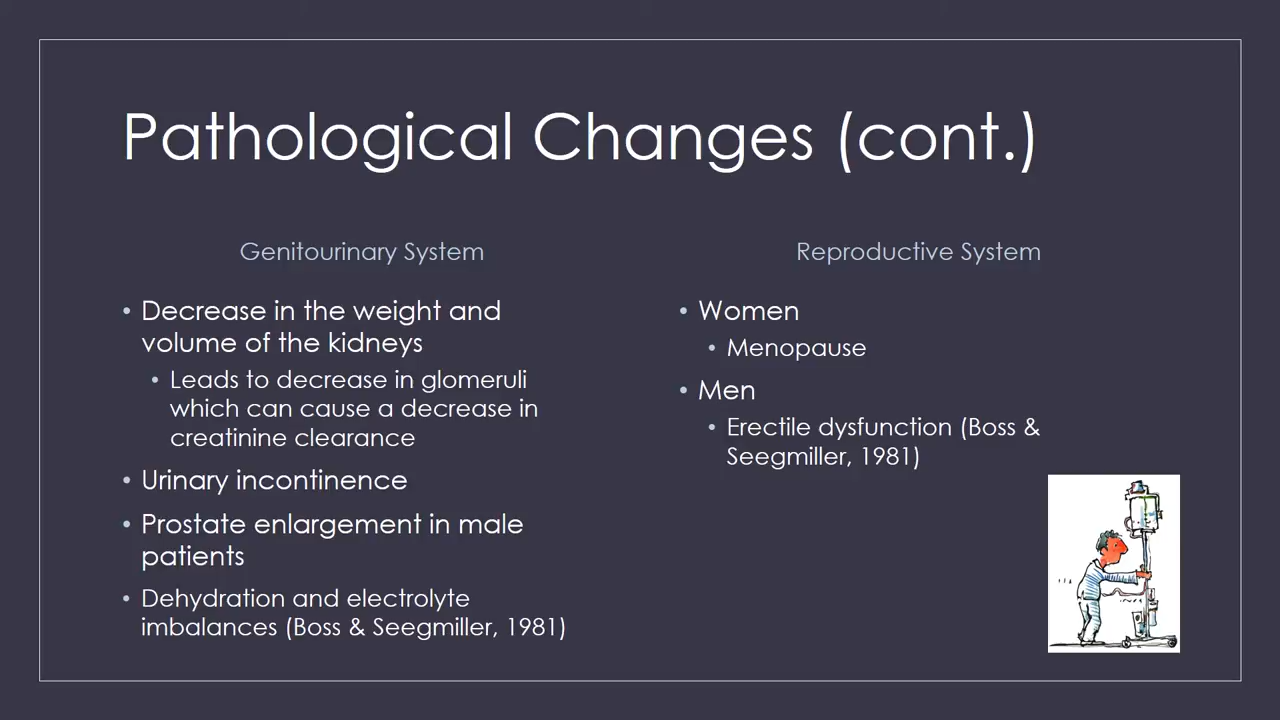 Pathological Changes (cont.)
Genitourinary System
• Decrease in the weight and
volume of the kidneys
• Leads to decrease in glomeruli
which can cause a decrease in
creatinine clearance
• Urinary incontinence
• Prostate enlargement in male
patients
• Dehydration and electrolyte
imbalances (Boss & Seegmiller, 1981)
Reproductive System
• Women
• Menopause
• Men
• Erectile dysfunction (Boss &
Seegmiller, 1981)